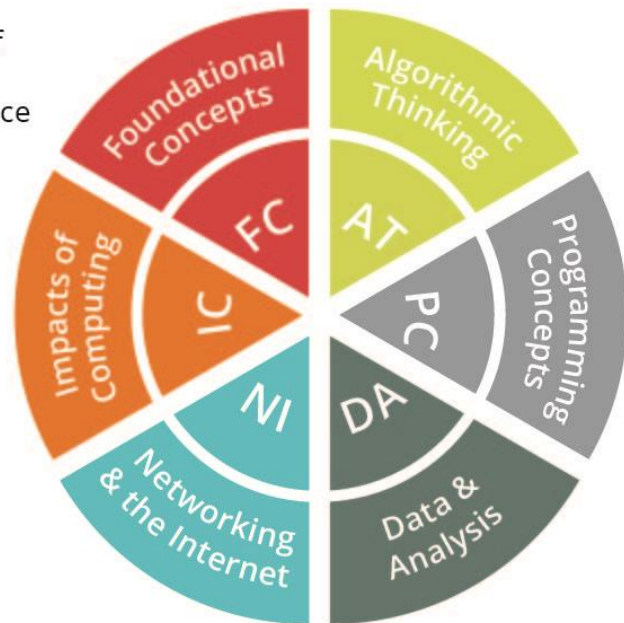 ce
Foundational
Concepts
FC
Algorithmic
Thinking
AT
Programming
Concepts
PC
Data &
Analysis
DA
Networking
& the Internet
NI
Impacts of
Computing
IC